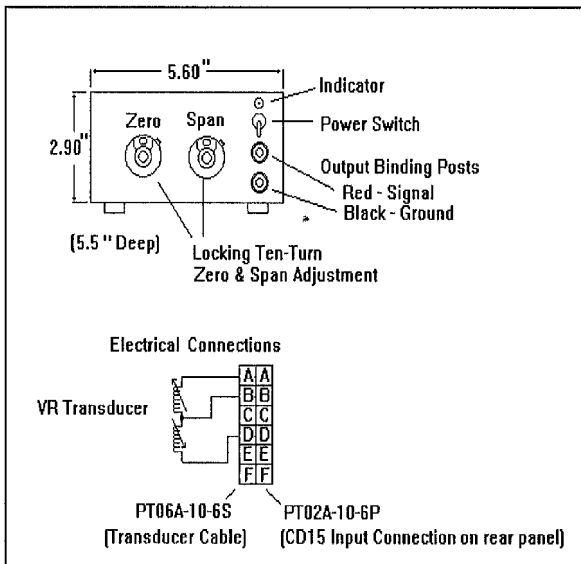 5.60"
Indicator
Zero Span
Power Switch
2.90"
Output Binding Posts
Red - Signal
Black - Ground
(5.5" Deep)
Locking Ten-Turn
Zero & Span Adjustment
Electrical Connections
VR Transducer
A A
B B
C C
D D
E E
F F
PT06A-10-6S
(Transducer Cable)
PT02A-10-6P
(CD15 Input Connection on rear panel)